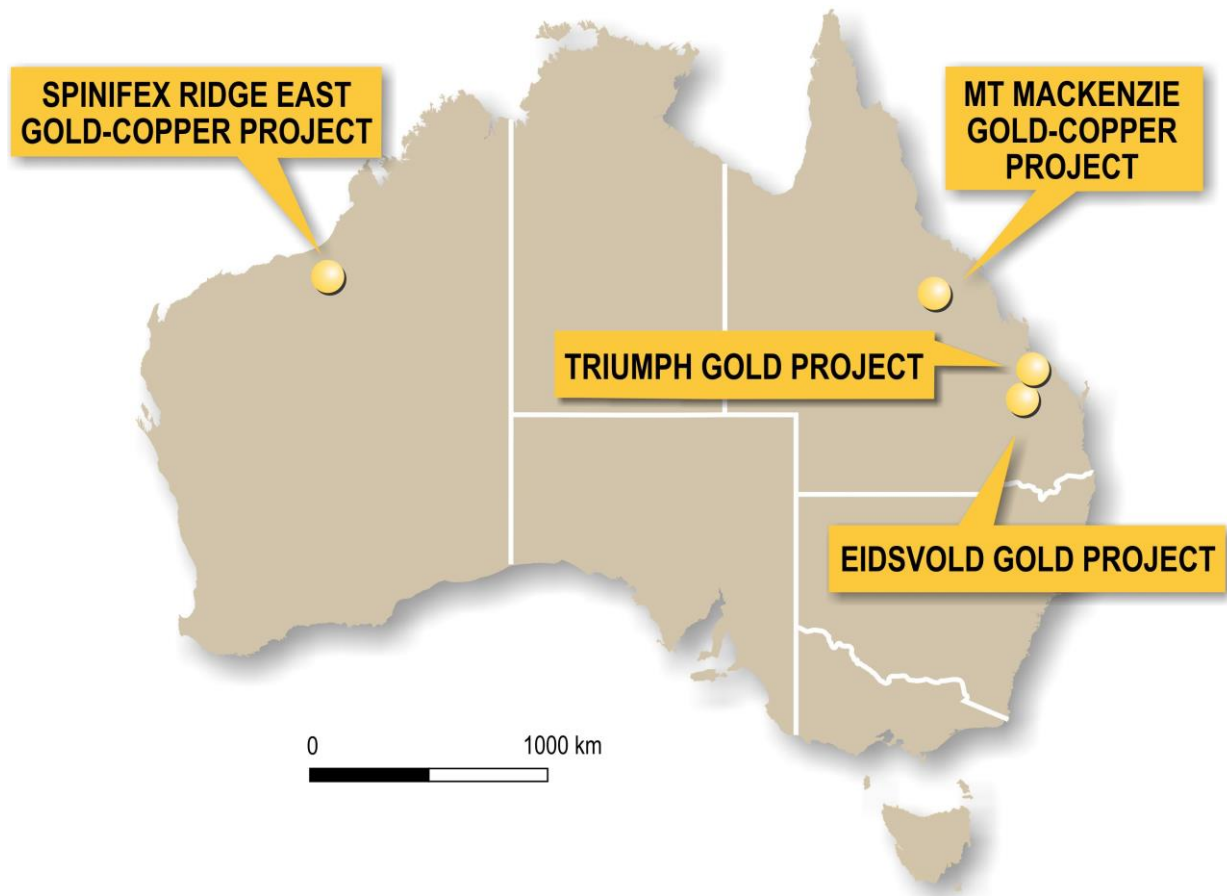 SPINIFEX RIDGE EAST
GOLD-COPPER PROJECT
MT MACKENZIE
GOLD-COPPER
PROJECT
TRIUMPH GOLD PROJECT
EIDSVOLD GOLD PROJECT
0 1000 km